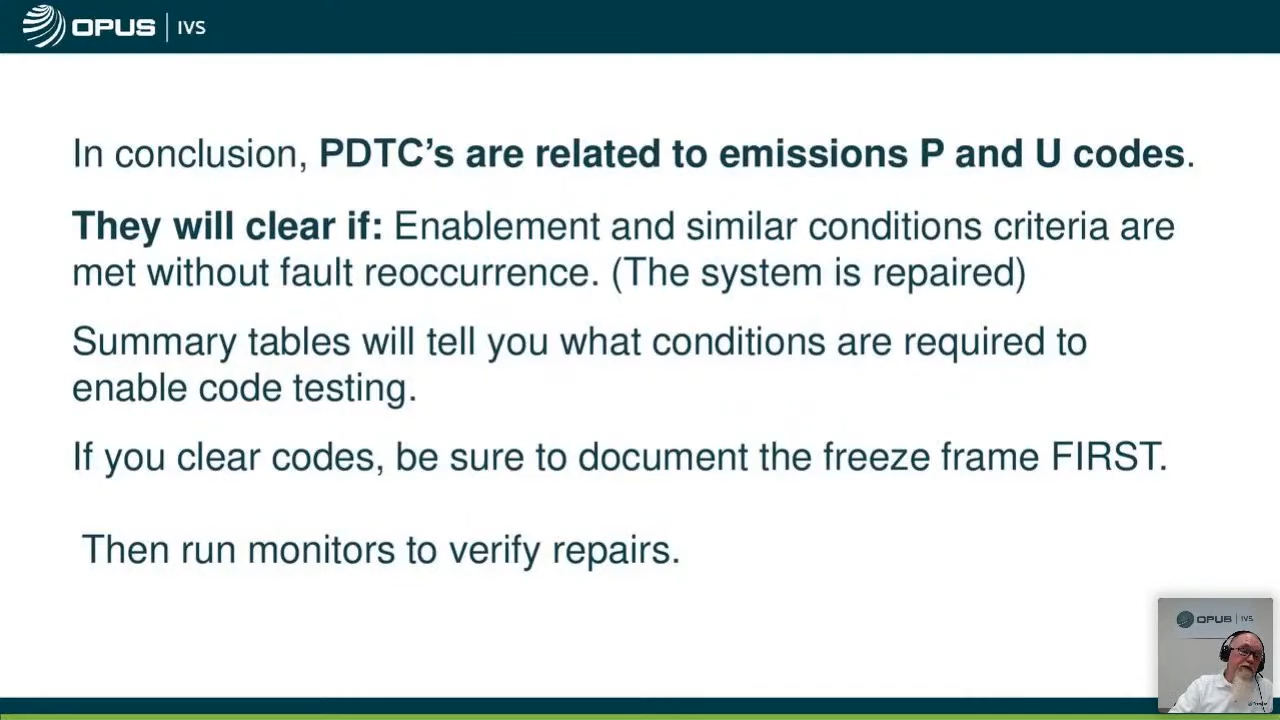 OPUS IVS
In conclusion, PDTC's are related to emissions P and U codes.
They will clear if: Enablement and similar conditions criteria are
met without fault reoccurrence. (The system is repaired)
Summary tables will tell you what conditions are required to
enable code testing.
If you clear codes, be sure to document the freeze frame FIRST.
Then run monitors to verify repairs.
OPUS IVS